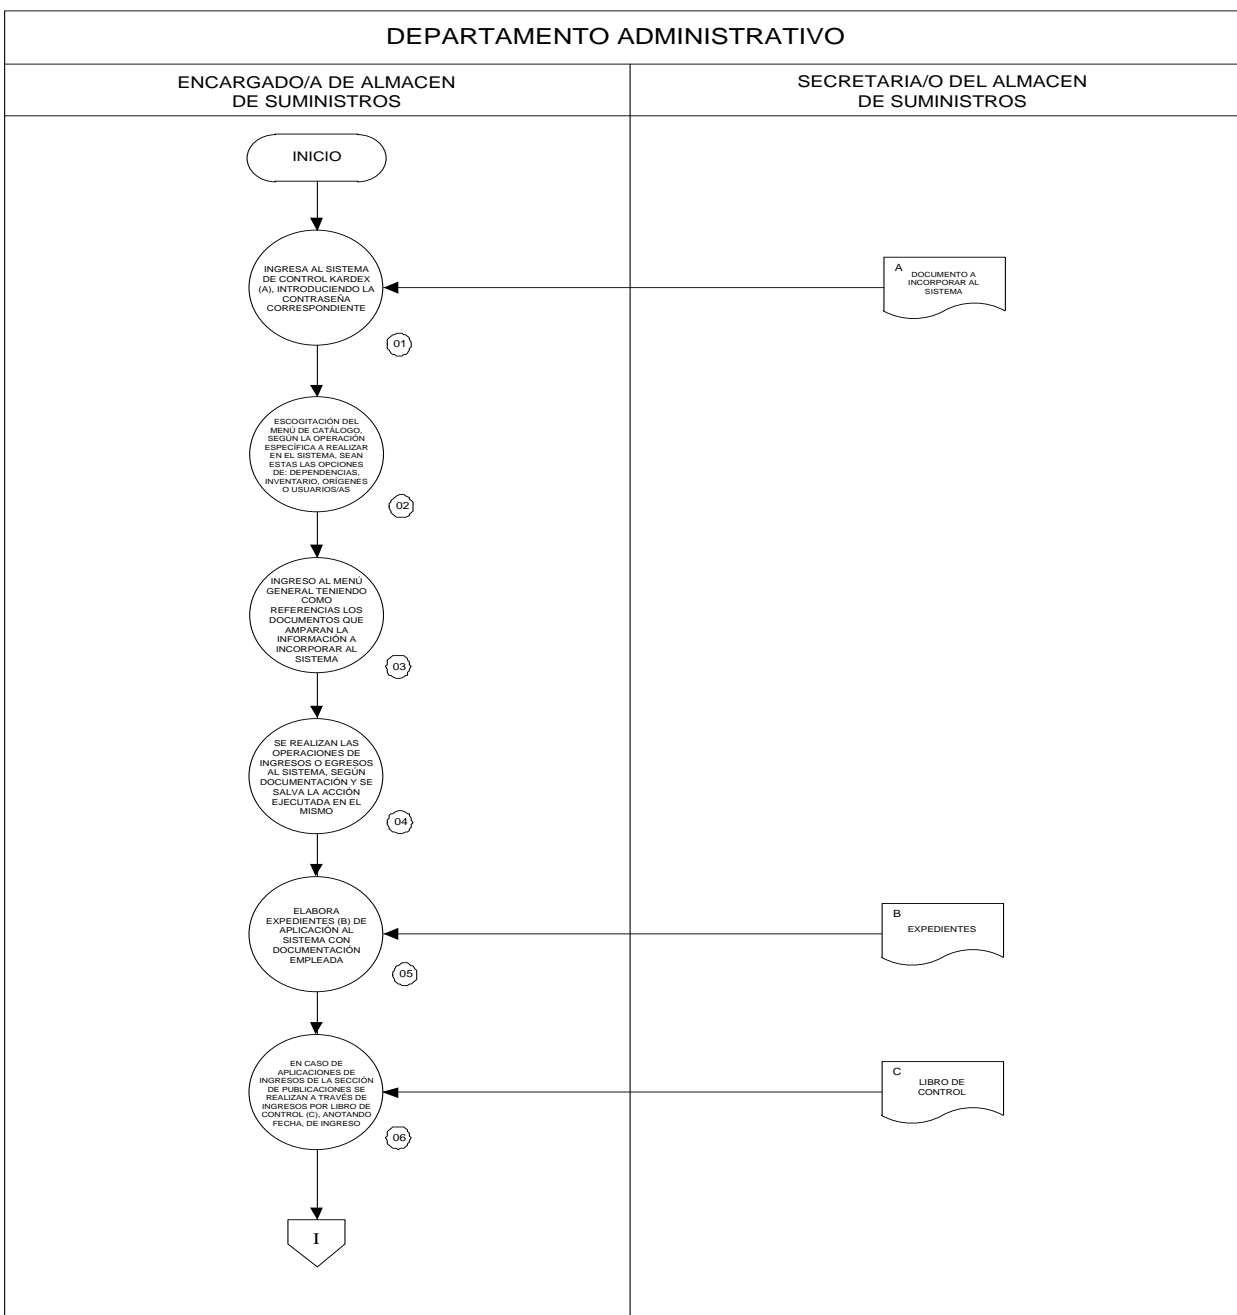 DEPARTAMENTO ADMINISTRATIVO
ENCARGADO/A DE ALMACEN
DE SUMINISTROS
SECRETARIA/O DEL ALMACEN
DE SUMINISTROS
INICIO
INGRESA AL SISTEMA
DE CONTROL KARDEX
(A), INTRODUCIENDO LA
CONTRASEÑA
CORRESPONDIENTE
01
A
DOCUMENTO A
INCORPORAR AL
SISTEMA
ESCOGITACIÓN DEL
MENÚ DE CATÁLOGO,
SEGÚN LA OPERACIÓN
ESPECÍFICA A REALIZAR
EN EL SISTEMA, SEAN
ESTAS LAS OPCIONES
DE: DEPENDENCIAS,
INVENTARIO, ORÍGENES
O USUARIOS/AS
02
INGRESO AL MENÚ
GENERAL TENIENDO
COMO
REFERENCIAS LOS
DOCUMENTOS QUE
AMPARAN LA
INFORMACIÓN A
INCORPORAR AL
SISTEMA
03
SE REALIZAN LAS
OPERACIONES DE
INGRESOS O EGRESOS
AL SISTEMA, SEGÚN
DOCUMENTACIÓN Y SE
SALVA LA ACCIÓN
EJECUTADA EN EL
MISMO
04
ELABORA
EXPEDIENTES (B) DE
APLICACIÓN AL
SISTEMA CON
DOCUMENTACIÓN
EMPLEADA
05
B
EXPEDIENTES
EN CASO DE
APLICACIONES DE
INGRESOS DE LA SECCIÓN
DE PUBLICACIONES SE
REALIZAN A TRAVÉS DE
INGRESOS POR LIBRO DE
CONTROL (C), ANOTANDO
FECHA, DE INGRESO
06
C
LIBRO DE
CONTROL
I